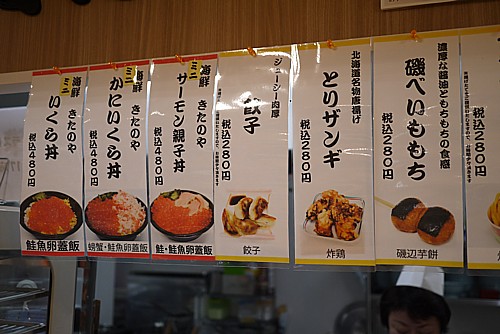 海鮮ミニ
きたのや
いくら丼
税込480円
鮭魚卵蓋飯
海鮮ミニ
きたのや
かにいくら丼
税込480円
螃蟹・鮭魚卵蓋飯
海鮮ミニ
きたのや
サーモン親子丼
税込480円
鮭・鮭魚卵蓋飯
ジューシー肉厚
餃子
税込280円
餃子
北海道名物唐揚げ
とりザンギ
税込280円
炸鶏
濃厚な醤油ともちもちの食感
磯べいももち
税込280円
磯辺芋餅